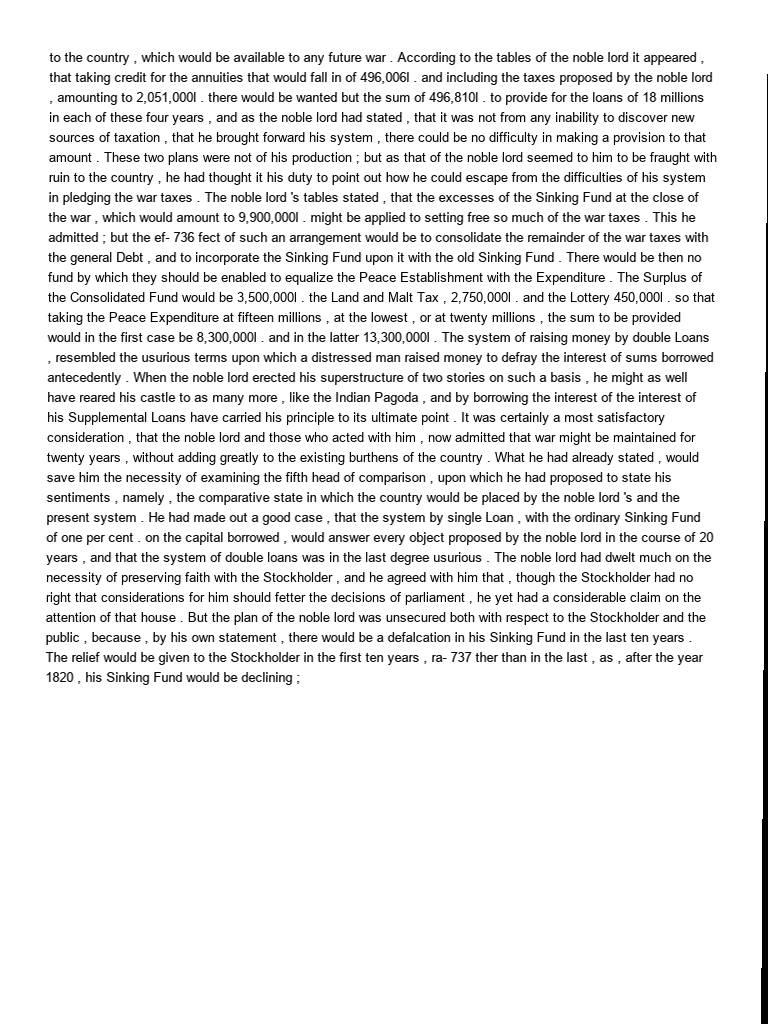 to the country , which would be available to any future war . According to the tables of the noble lord it appeared ,
that taking credit for the annuities that would fall in of 496,006l . and including the taxes proposed by the noble lord
, amounting to 2,051,000l . there would be wanted but the sum of 496,810l . to provide for the loans of 18 millions
in each of these four years , and as the noble lord had stated , that it was not from any inability to discover new
sources of taxation , that he brought forward his system , there could be no difficulty in making a provision to that
amount . These two plans were not of his production ; but as that of the noble lord seemed to him to be fraught with
ruin to the country , he had thought it his duty to point out how he could escape from the difficulties of his system
in pledging the war taxes . The noble lord 's tables stated , that the excesses of the Sinking Fund at the close of
the war , which would amount to 9,900,000l . might be applied to setting free so much of the war taxes . This he
admitted ; but the ef- 736 fect of such an arrangement would be to consolidate the remainder of the war taxes with
the general Debt , and to incorporate the Sinking Fund upon it with the old Sinking Fund . There would be then no
fund by which they should be enabled to equalize the Peace Establishment with the Expenditure . The Surplus of
the Consolidated Fund would be 3,500,000l . the Land and Malt Tax , 2,750,000l . and the Lottery 450,000l . so that
taking the Peace Expenditure at fifteen millions , at the lowest , or at twenty millions , the sum to be provided
would in the first case be 8,300,000l . and in the latter 13,300,000l . The system of raising money by double Loans
, resembled the usurious terms upon which a distressed man raised money to defray the interest of sums borrowed
antecedently . When the noble lord erected his superstructure of two stories on such a basis , he might as well
have reared his castle to as many more , like the Indian Pagoda , and by borrowing the interest of the interest of
his Supplemental Loans have carried his principle to its ultimate point . It was certainly a most satisfactory
consideration , that the noble lord and those who acted with him , now admitted that war might be maintained for
twenty years , without adding greatly to the existing burthens of the country . What he had already stated , would
save him the necessity of examining the fifth head of comparison , upon which he had proposed to state his
sentiments , namely , the comparative state in which the country would be placed by the noble lord 's and the
present system . He had made out a good case , that the system by single Loan , with the ordinary Sinking Fund
of one per cent . on the capital borrowed , would answer every object proposed by the noble lord in the course of 20
years , and that the system of double loans was in the last degree usurious . The noble lord had dwelt much on the
necessity of preserving faith with the Stockholder , and he agreed with him that , though the Stockholder had no
right that considerations for him should fetter the decisions of parliament , he yet had a considerable claim on the
attention of that house . But the plan of the noble lord was unsecured both with respect to the Stockholder and the
public , because , by his own statement , there would be a defalcation in his Sinking Fund in the last ten years .
The relief would be given to the Stockholder in the first ten years , ra- 737 ther than in the last , as , after the year
1820 , his Sinking Fund would be declining ;